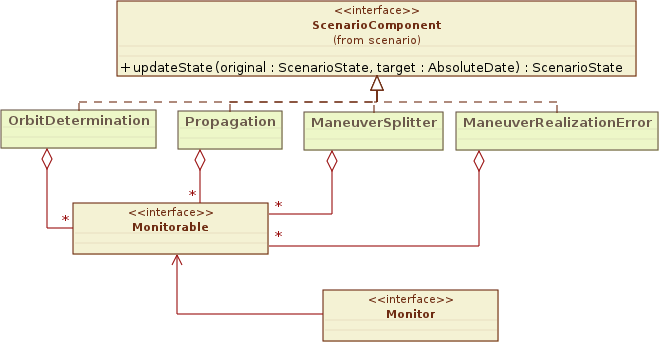 <<interface>>
ScenarioComponent
(from scenario)
+ updateState (original : ScenarioState, target : AbsoluteDate) : ScenarioState
OrbitDetermination
Propagation
ManeuverSplitter
ManeuverRealizationError
*
*
*
*
<<interface>>
Monitorable
<<interface>>
Monitor